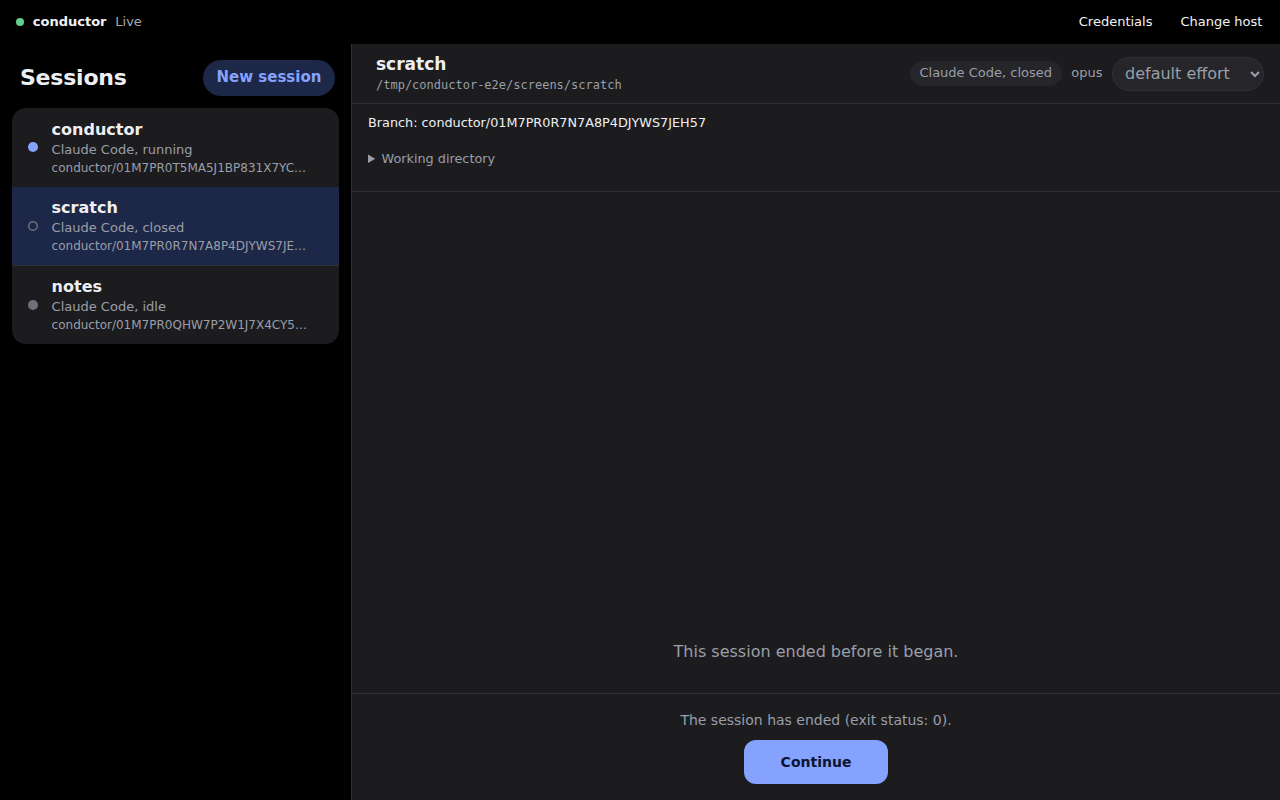 conductor Live
Credentials
Change host
Sessions
New session
conductor
Claude Code, running
conductor/01M7PR0T5MA5J1BP831X7YC…
scratch
Claude Code, closed
conductor/01M7PR0R7N7A8P4DJYWS7JE…
notes
Claude Code, idle
conductor/01M7PR0QHW7P2W1J7X4CY5…
scratch
/tmp/conductor-e2e/screens/scratch
Claude Code, closed
opus
default effort
Branch: conductor/01M7PR0R7N7A8P4DJYWS7JEH57
Working directory
This session ended before it began.
The session has ended (exit status: 0).
Continue